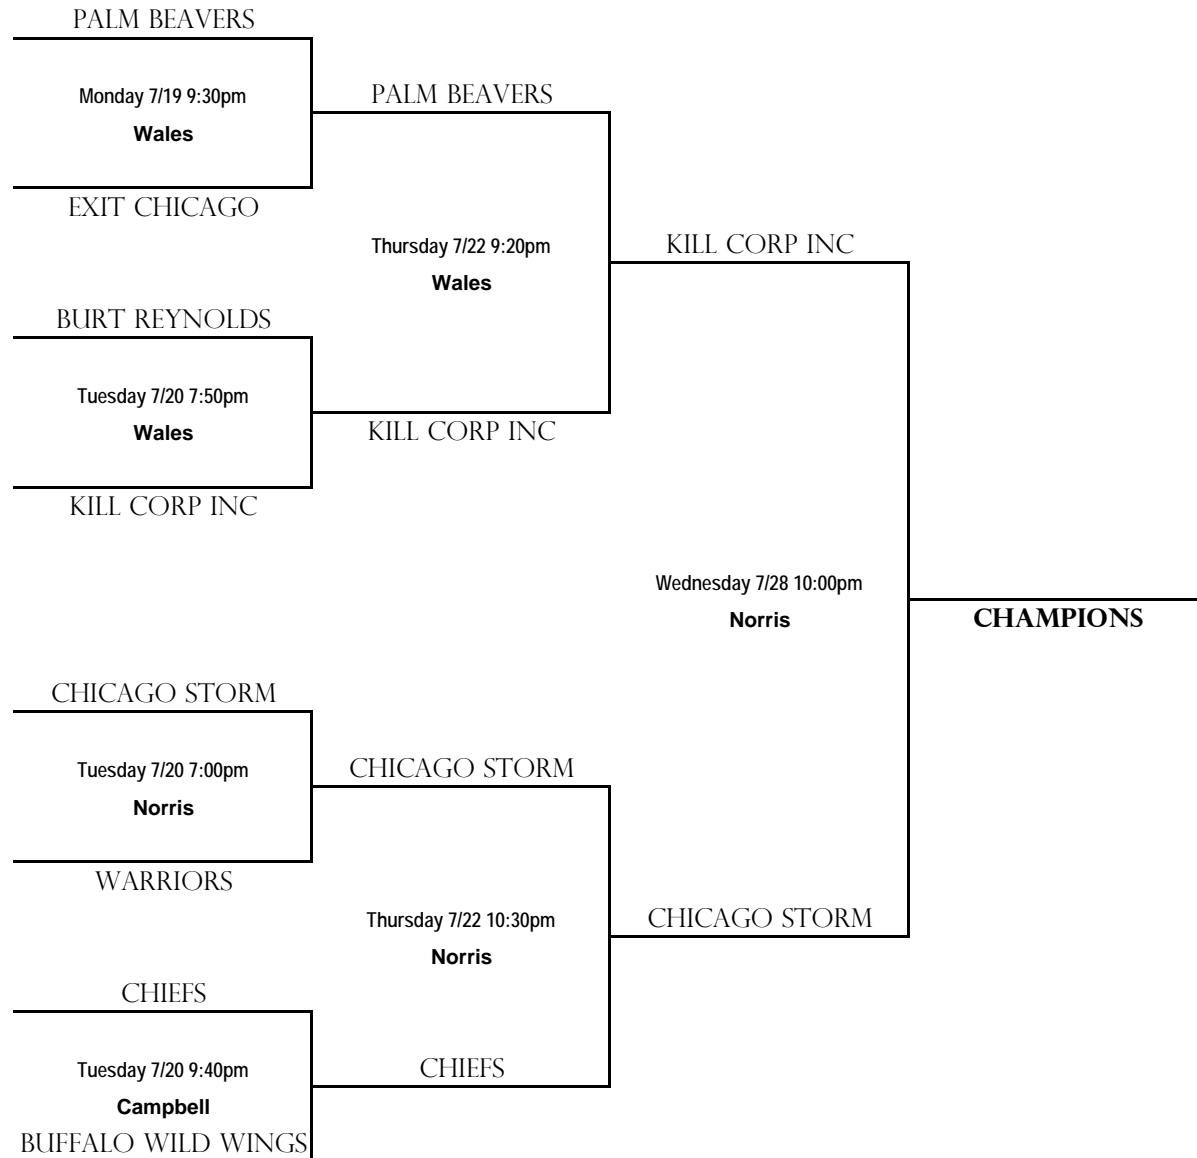 PALM BEAVERS
Monday 7/19 9:30pm
Wales
PALM BEAVERS
EXIT CHICAGO
Thursday 7/22 9:20pm
Wales
KILL CORP INC
BURT REYNOLDS
Tuesday 7/20 7:50pm
Wales
KILL CORP INC
KILL CORP INC
Wednesday 7/28 10:00pm
Norris
CHAMPIONS
CHICAGO STORM
Tuesday 7/20 7:00pm
Norris
CHICAGO STORM
WARRIORS
Thursday 7/22 10:30pm
Norris
CHICAGO STORM
CHIEFS
Tuesday 7/20 9:40pm
Campbell
CHIEFS
BUFFALO WILD WINGS